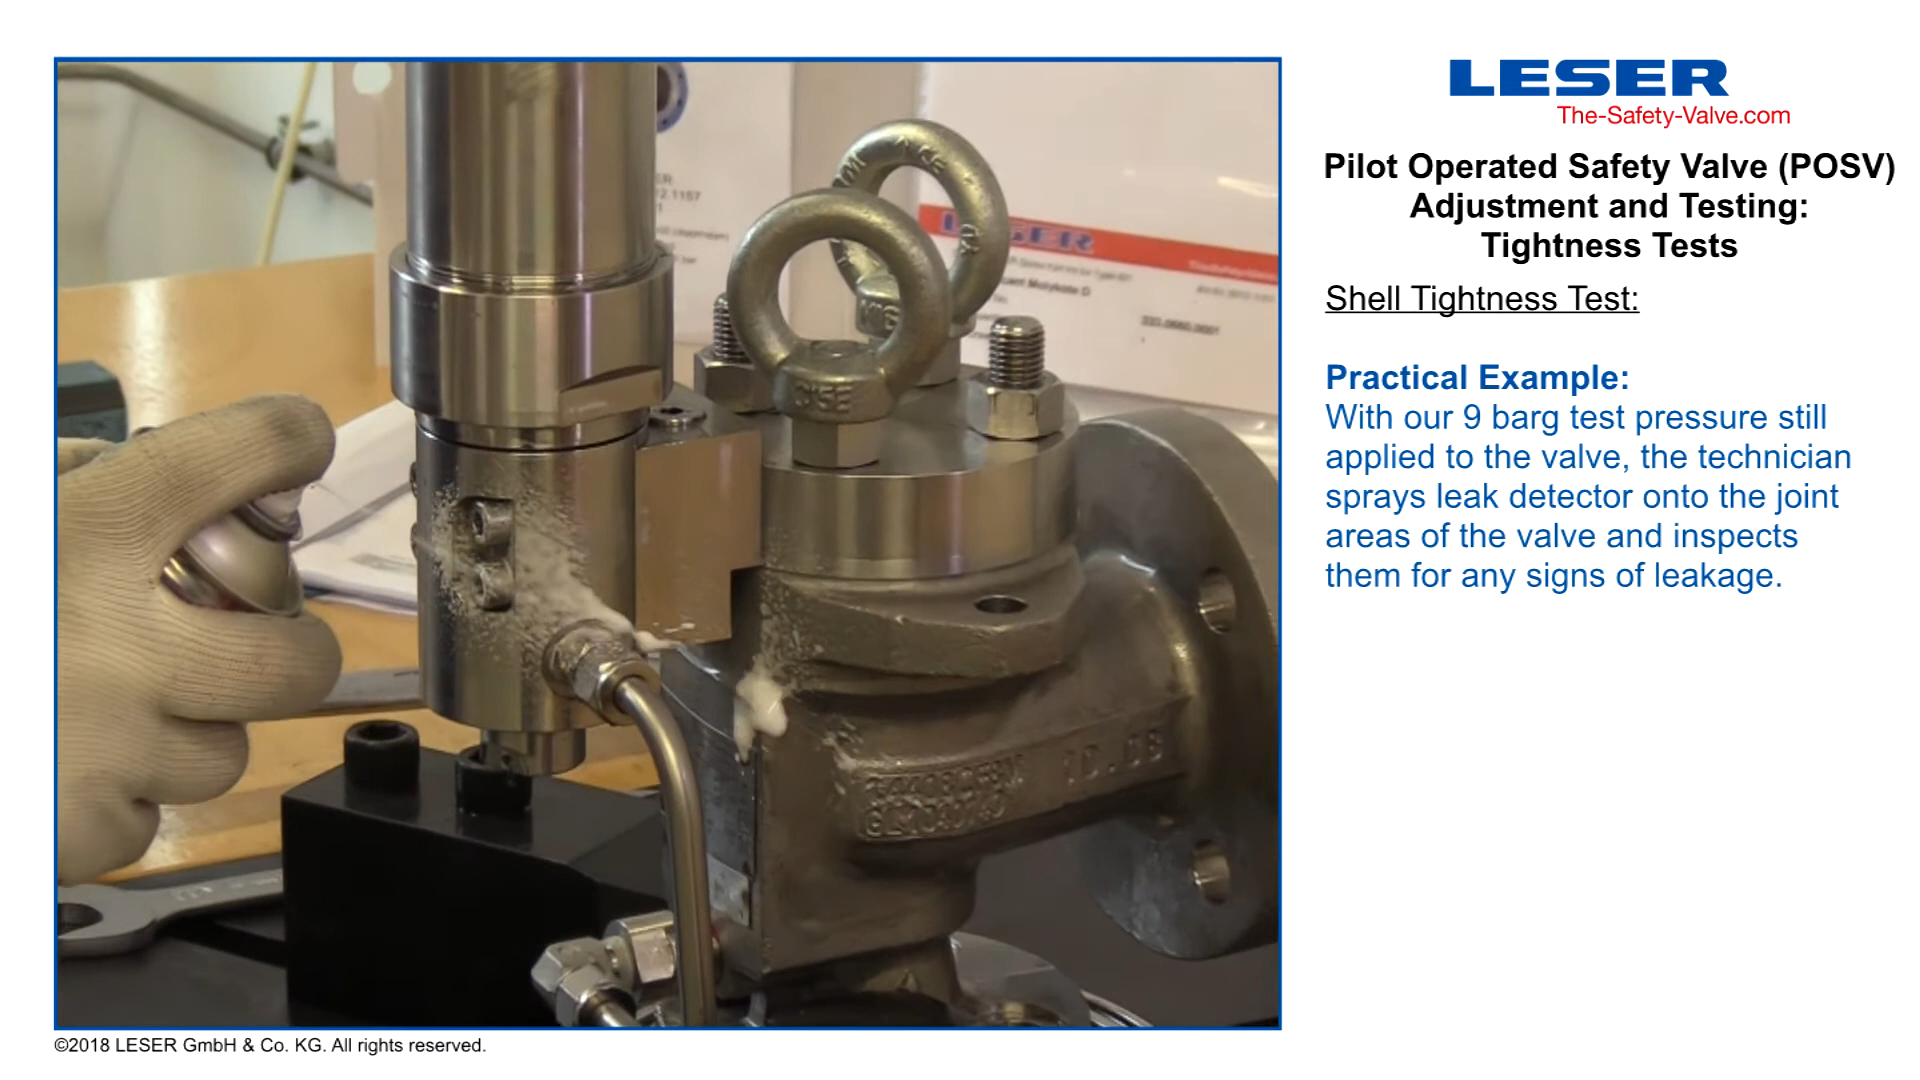 LESER
The-Safety-Valve.com
Pilot Operated Safety Valve (POSV)
Adjustment and Testing:
Tightness Tests
Shell Tightness Test:
Practical Example:
With our 9 barg test pressure still
applied to the valve, the technician
sprays leak detector onto the joint
areas of the valve and inspects
them for any signs of leakage.
LESER
C15E
©2018 LESER GmbH & Co. KG. All rights reserved.